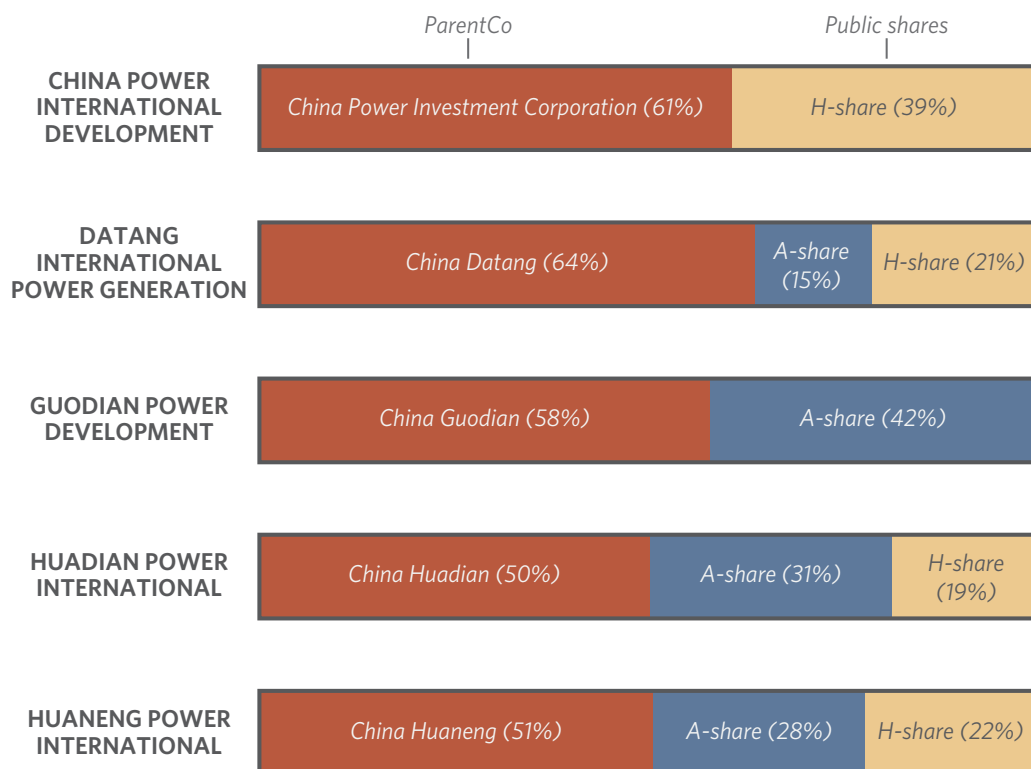 ParentCo
Public shares
CHINA POWER
INTERNATIONAL
DEVELOPMENT
China Power Investment Corporation (61%)
H-share (39%)
DATANG
INTERNATIONAL
POWER GENERATION
China Datang (64%)
A-share
(15%)
H-share (21%)
GUODIAN POWER
DEVELOPMENT
China Guodian (58%)
A-share (42%)
HUADIAN POWER
INTERNATIONAL
China Huadian (50%)
A-share (31%)
H-share
(19%)
HUANENG POWER
INTERNATIONAL
China Huaneng (51%)
A-share (28%)
H-share (22%)